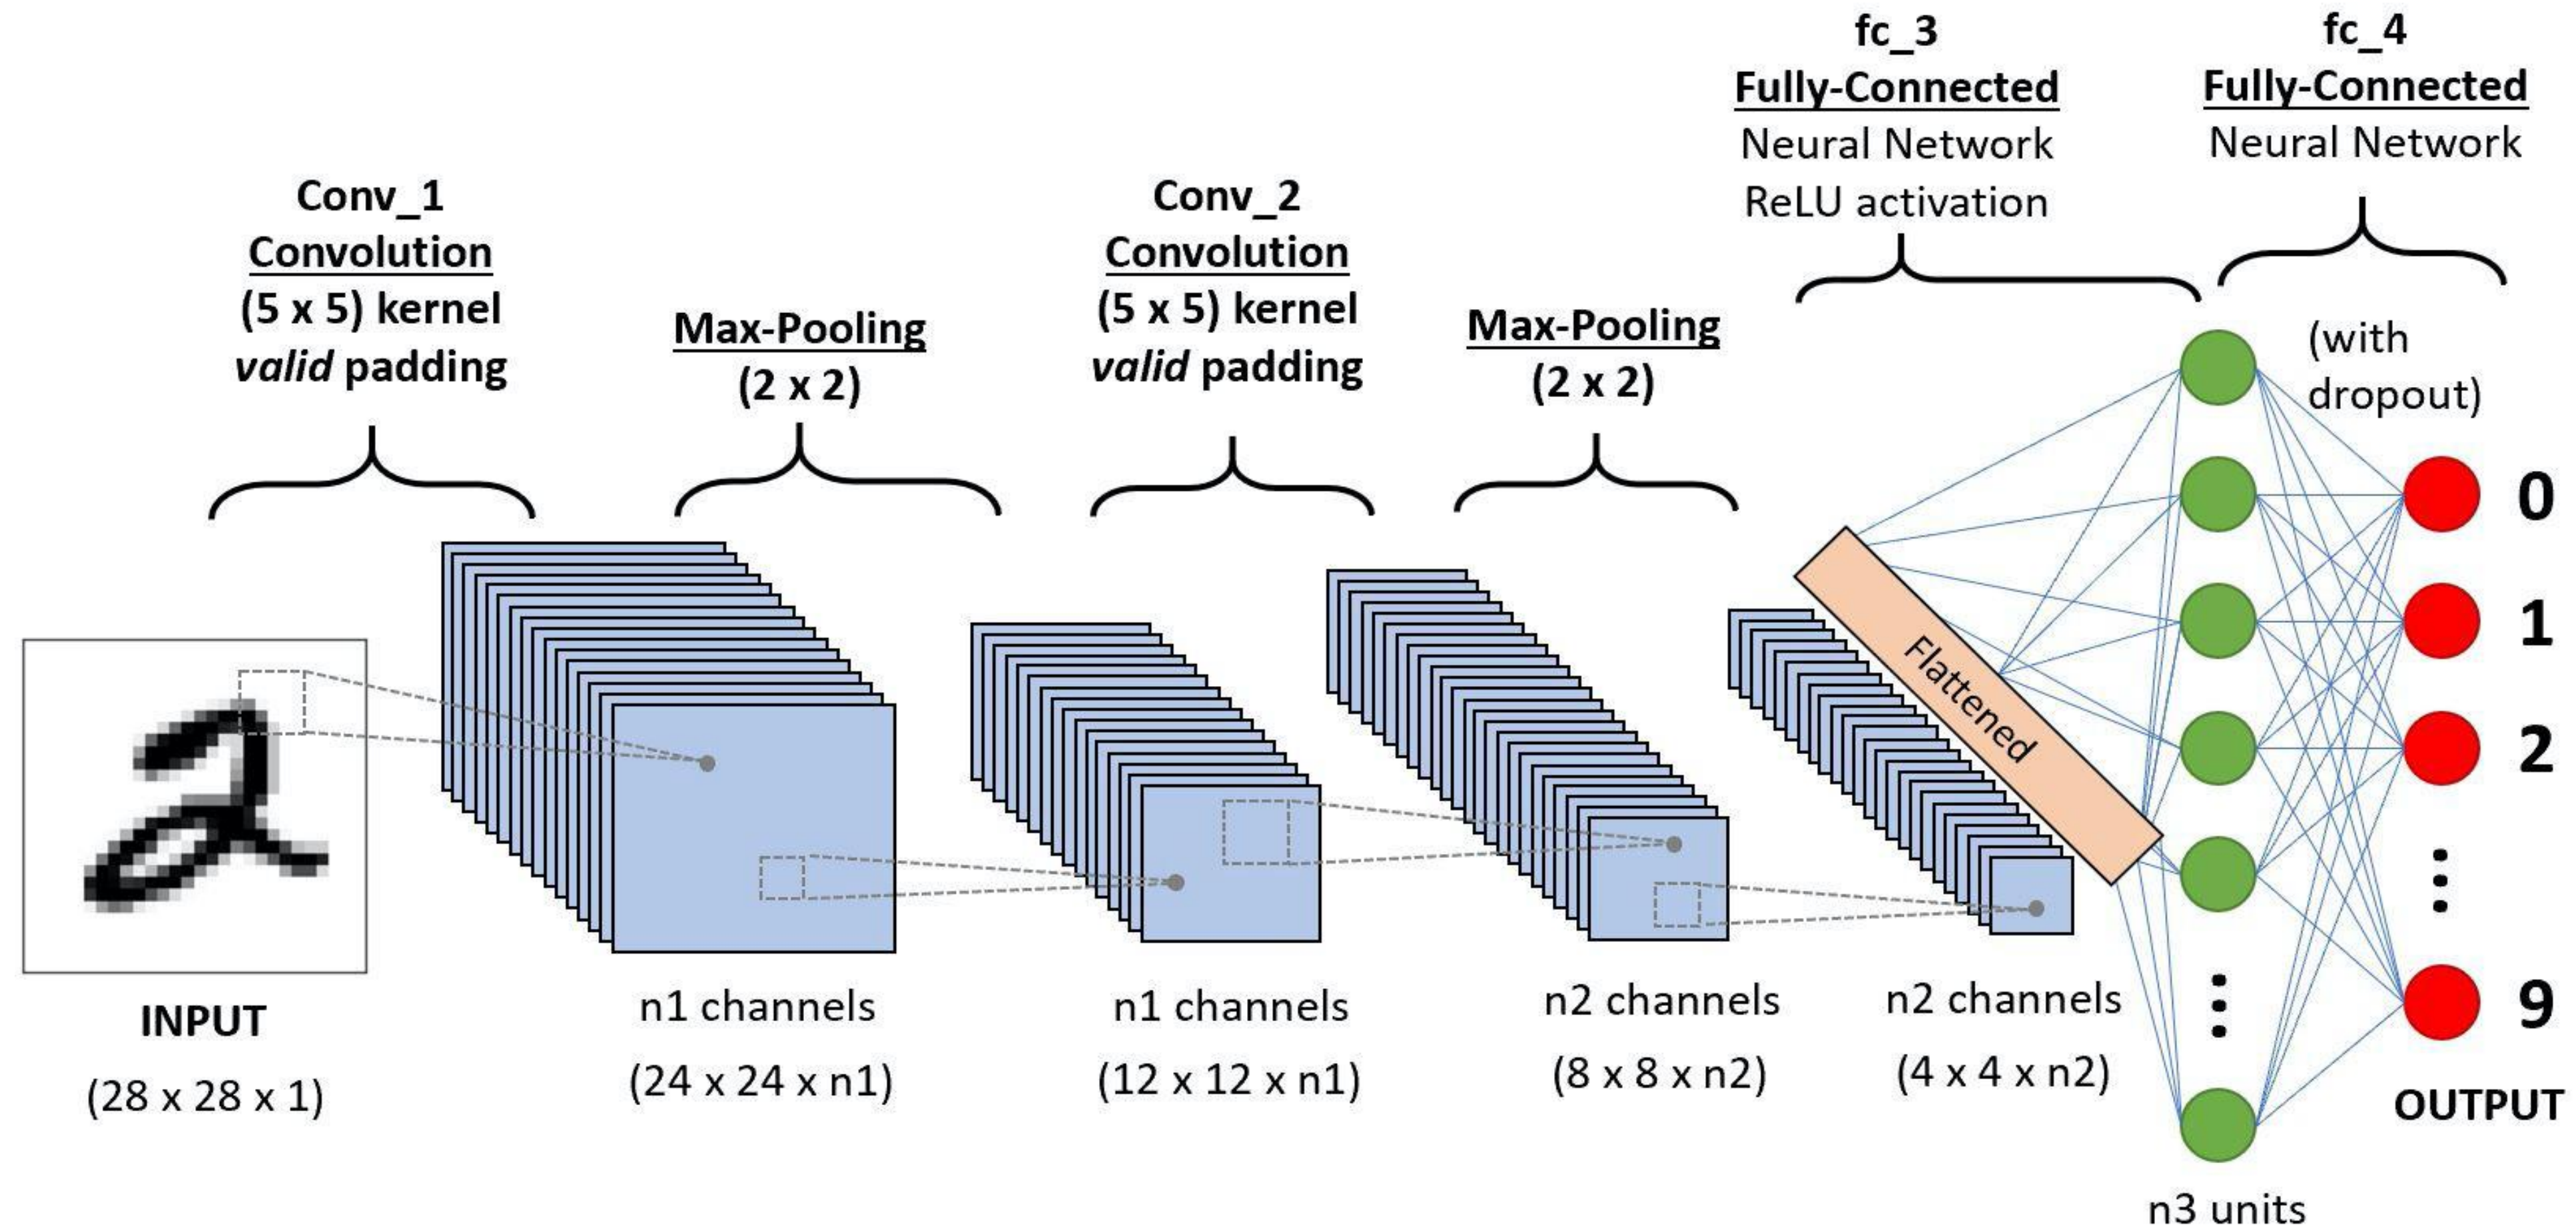 Conv_1
Convolution
(5 x 5) kernel
valid padding
Max-Pooling
(2 x 2)
Conv_2
Convolution
(5 x 5) kernel
valid padding
Max-Pooling
(2 x 2)
fc_3
Fully-Connected
Neural Network
ReLU activation
fc_4
Fully-Connected
Neural Network
(with
dropout)
Flattened
0
1
2
9
INPUT
(28 x 28 x 1)
n1 channels
(24 x 24 x n1)
n1 channels
(12 x 12 x n1)
n2 channels
(8 x 8 x n2)
n2 channels
(4 x 4 x n2)
n3 units
OUTPUT